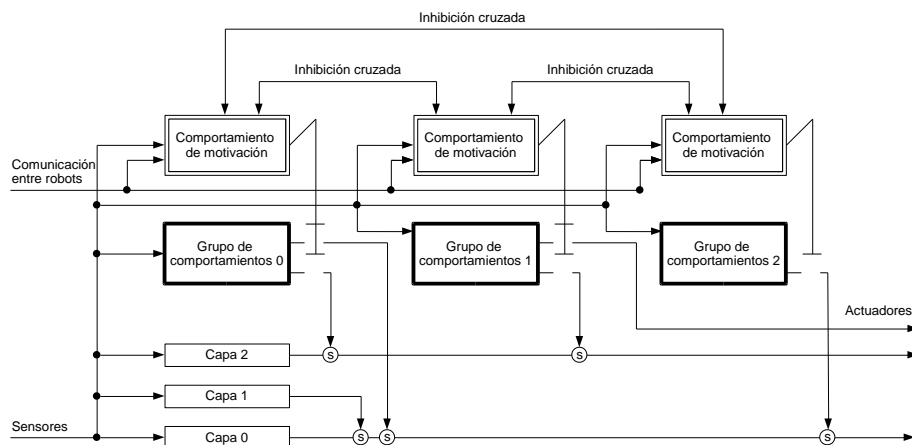 Inhibición cruzada
Inhibición cruzada
Inhibición cruzada
Comportamiento
de motivación
Comportamiento
de motivación
Comportamiento
de motivación
Comunicación
entre robots
Grupo de
comportamientos 0
Grupo de
comportamientos 1
Grupo de
comportamientos 2
Actuadores
Capa 2
S
S
Capa 1
Sensores
Capa 0
S
S
S